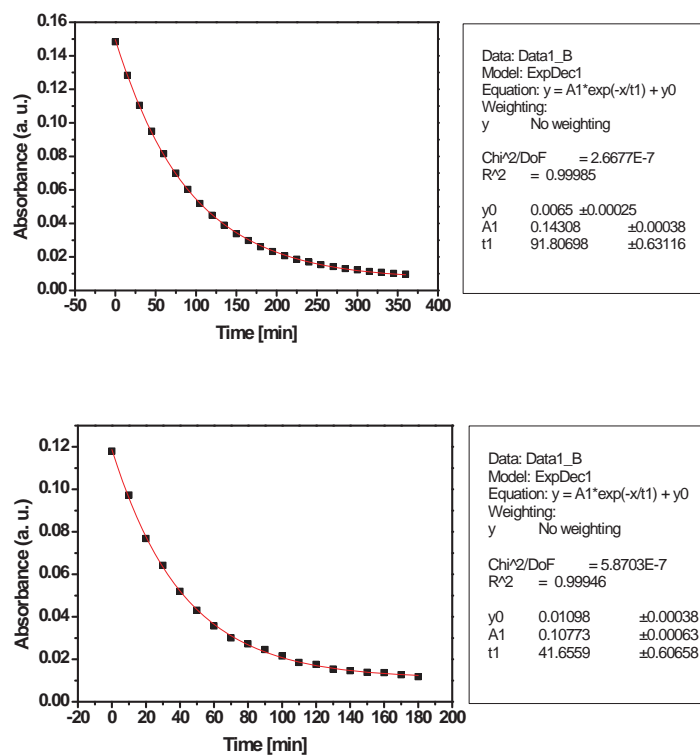 0.16
0.14
0.12
0.10
0.08
0.06
0.04
0.02
0.00
Absorbance (a. u.)
-50 0 50 100 150 200 250 300 350 400
Time [min]
Data: Data1_B
Model: ExpDec1
Equation: y = A1*exp(-x/t1) + y0
Weighting:
y No weighting
Chi^2/DoF = 2.6677E-7
R^2 = 0.99985
y0 0.0065 ±0.00025
A1 0.14308 ±0.00038
t1 91.80698 ±0.63116
0.12
0.10
0.08
0.06
0.04
0.02
0.00
Absorbance (a. u.)
-20 0 20 40 60 80 100 120 140 160 180 200
Time [min]
Data: Data1_B
Model: ExpDec1
Equation: y = A1*exp(-x/t1) + y0
Weighting:
y No weighting
Chi^2/DoF = 5.8703E-7
R^2 = 0.99946
y0 0.01098 ±0.00038
A1 0.10773 ±0.00063
t1 41.6559 ±0.60658